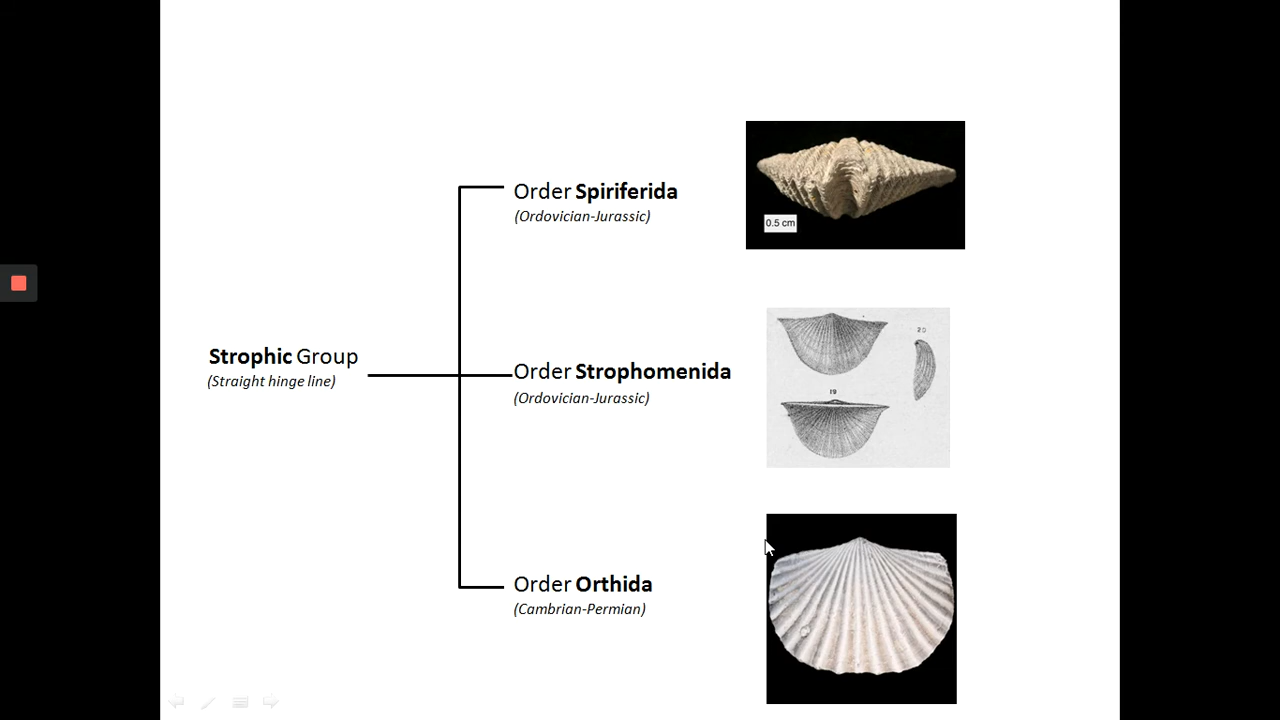 Order Spiriferida
(Ordovician-Jurassic)
0.5 cm
Strophic Group
(Straight hinge line)
Order Strophomenida
(Ordovician-Jurassic)
20
19
Order Orthida
(Cambrian-Permian)